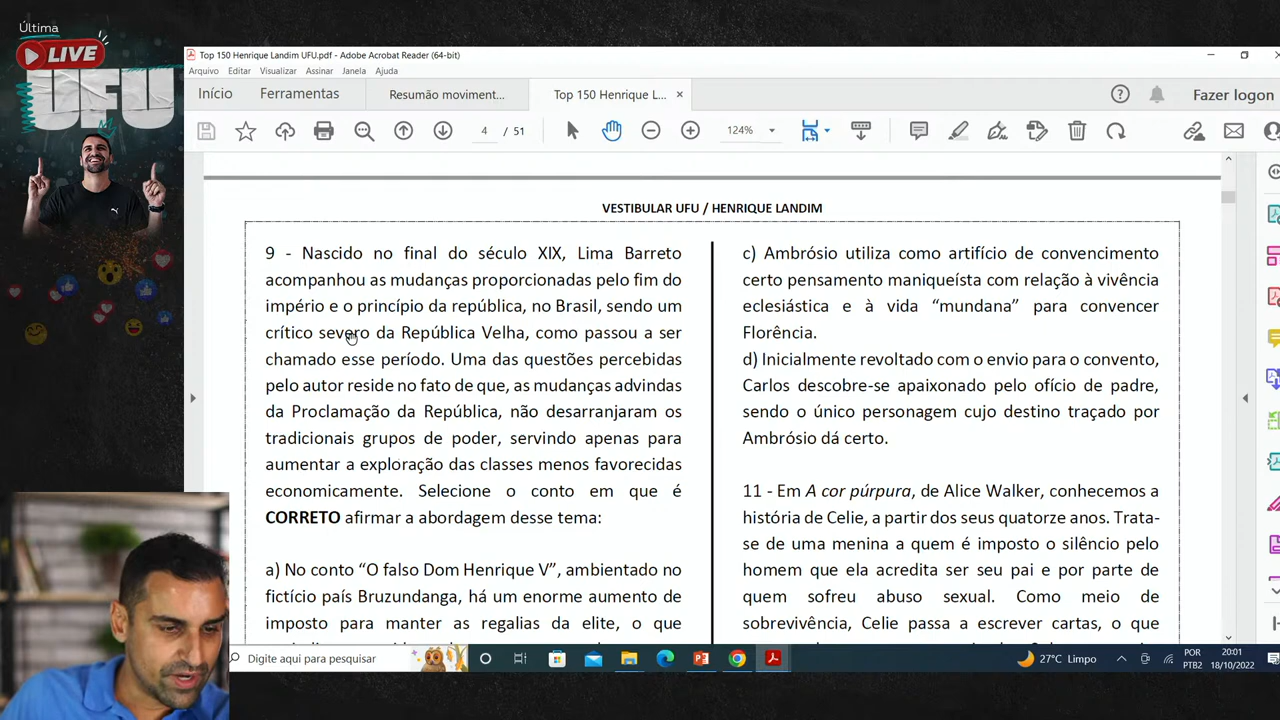 Última
LIVE
UFU
Top 150 Henrique Landim UFU.pdf - Adobe Acrobat Reader (64-bit)
Arquivo Editar Visualizar Assinar Janela Ajuda
Início Ferramentas Resumão moviment... Top 150 Henrique L... ×
Fazer logon
4 / 51
124%
VESTIBULAR UFU / HENRIQUE LANDIM
9 - Nascido no final do século XIX, Lima Barreto
acompanhou as mudanças proporcionadas pelo fim do
império e o princípio da república, no Brasil, sendo um
crítico severo da República Velha, como passou a ser
chamado esse período. Uma das questões percebidas
pelo autor reside no fato de que, as mudanças advindas
da Proclamação da República, não desarranjaram os
tradicionais grupos de poder, servindo apenas para
aumentar a exploração das classes menos favorecidas
economicamente. Selecione o conto em que é
CORRETO afirmar a abordagem desse tema:
a) No conto “O falso Dom Henrique V”, ambientado no
fictício país Bruzundanga, há um enorme aumento de
imposto para manter as regalias da elite, o que
c) Ambrósio utiliza como artifício de convencimento
certo pensamento maniqueísta com relação à vivência
eclesiástica e à vida “mundana” para convencer
Florência.
d) Inicialmente revoltado com o envio para o convento,
Carlos descobre-se apaixonado pelo ofício de padre,
sendo o único personagem cujo destino traçado por
Ambrósio dá certo.
11 - Em A cor púrpura, de Alice Walker, conhecemos a
história de Celie, a partir dos seus quatorze anos. Trata-
se de uma menina a quem é imposto o silêncio pelo
homem que ela acredita ser seu pai e por parte de
quem sofreu abuso sexual. Como meio de
sobrevivência, Celie passa a escrever cartas, o que
Digite aqui para pesquisar
27°C Limpo
POR
PTB2
20:01
18/10/2022